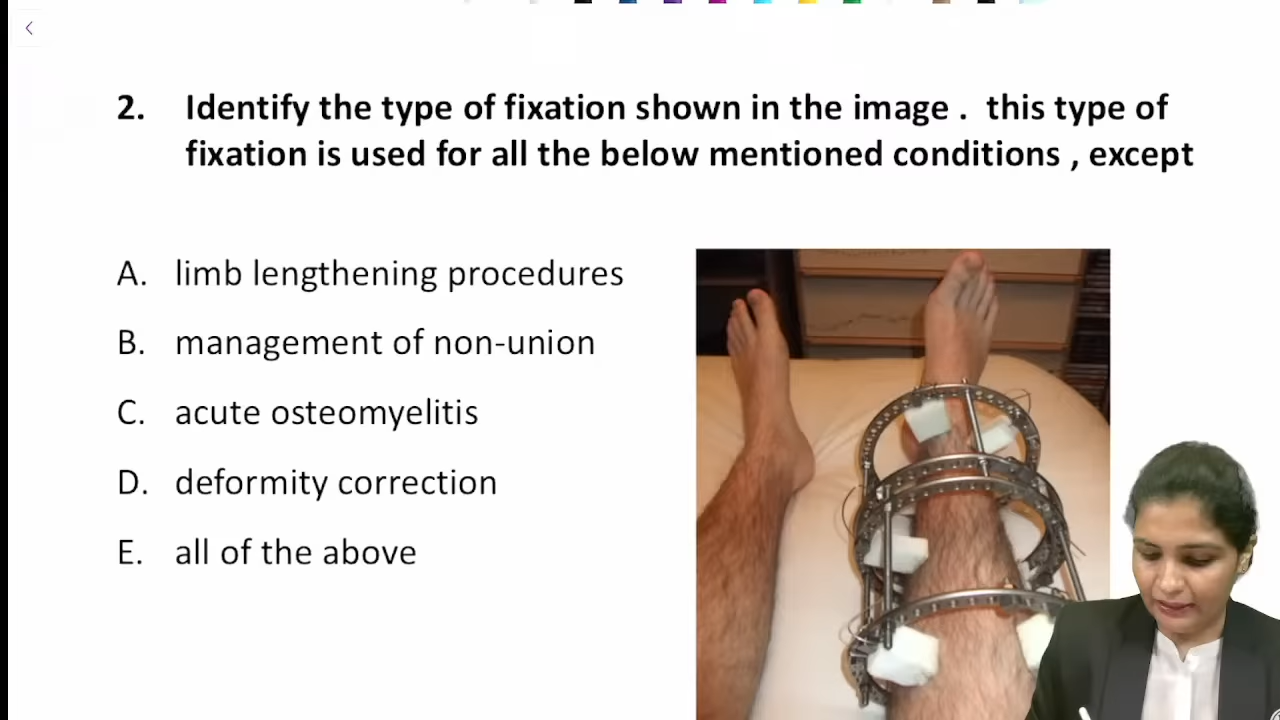 2. Identify the type of fixation shown in the image . this type of
fixation is used for all the below mentioned conditions , except
A. limb lengthening procedures
B. management of non-union
C. acute osteomyelitis
D. deformity correction
E. all of the above